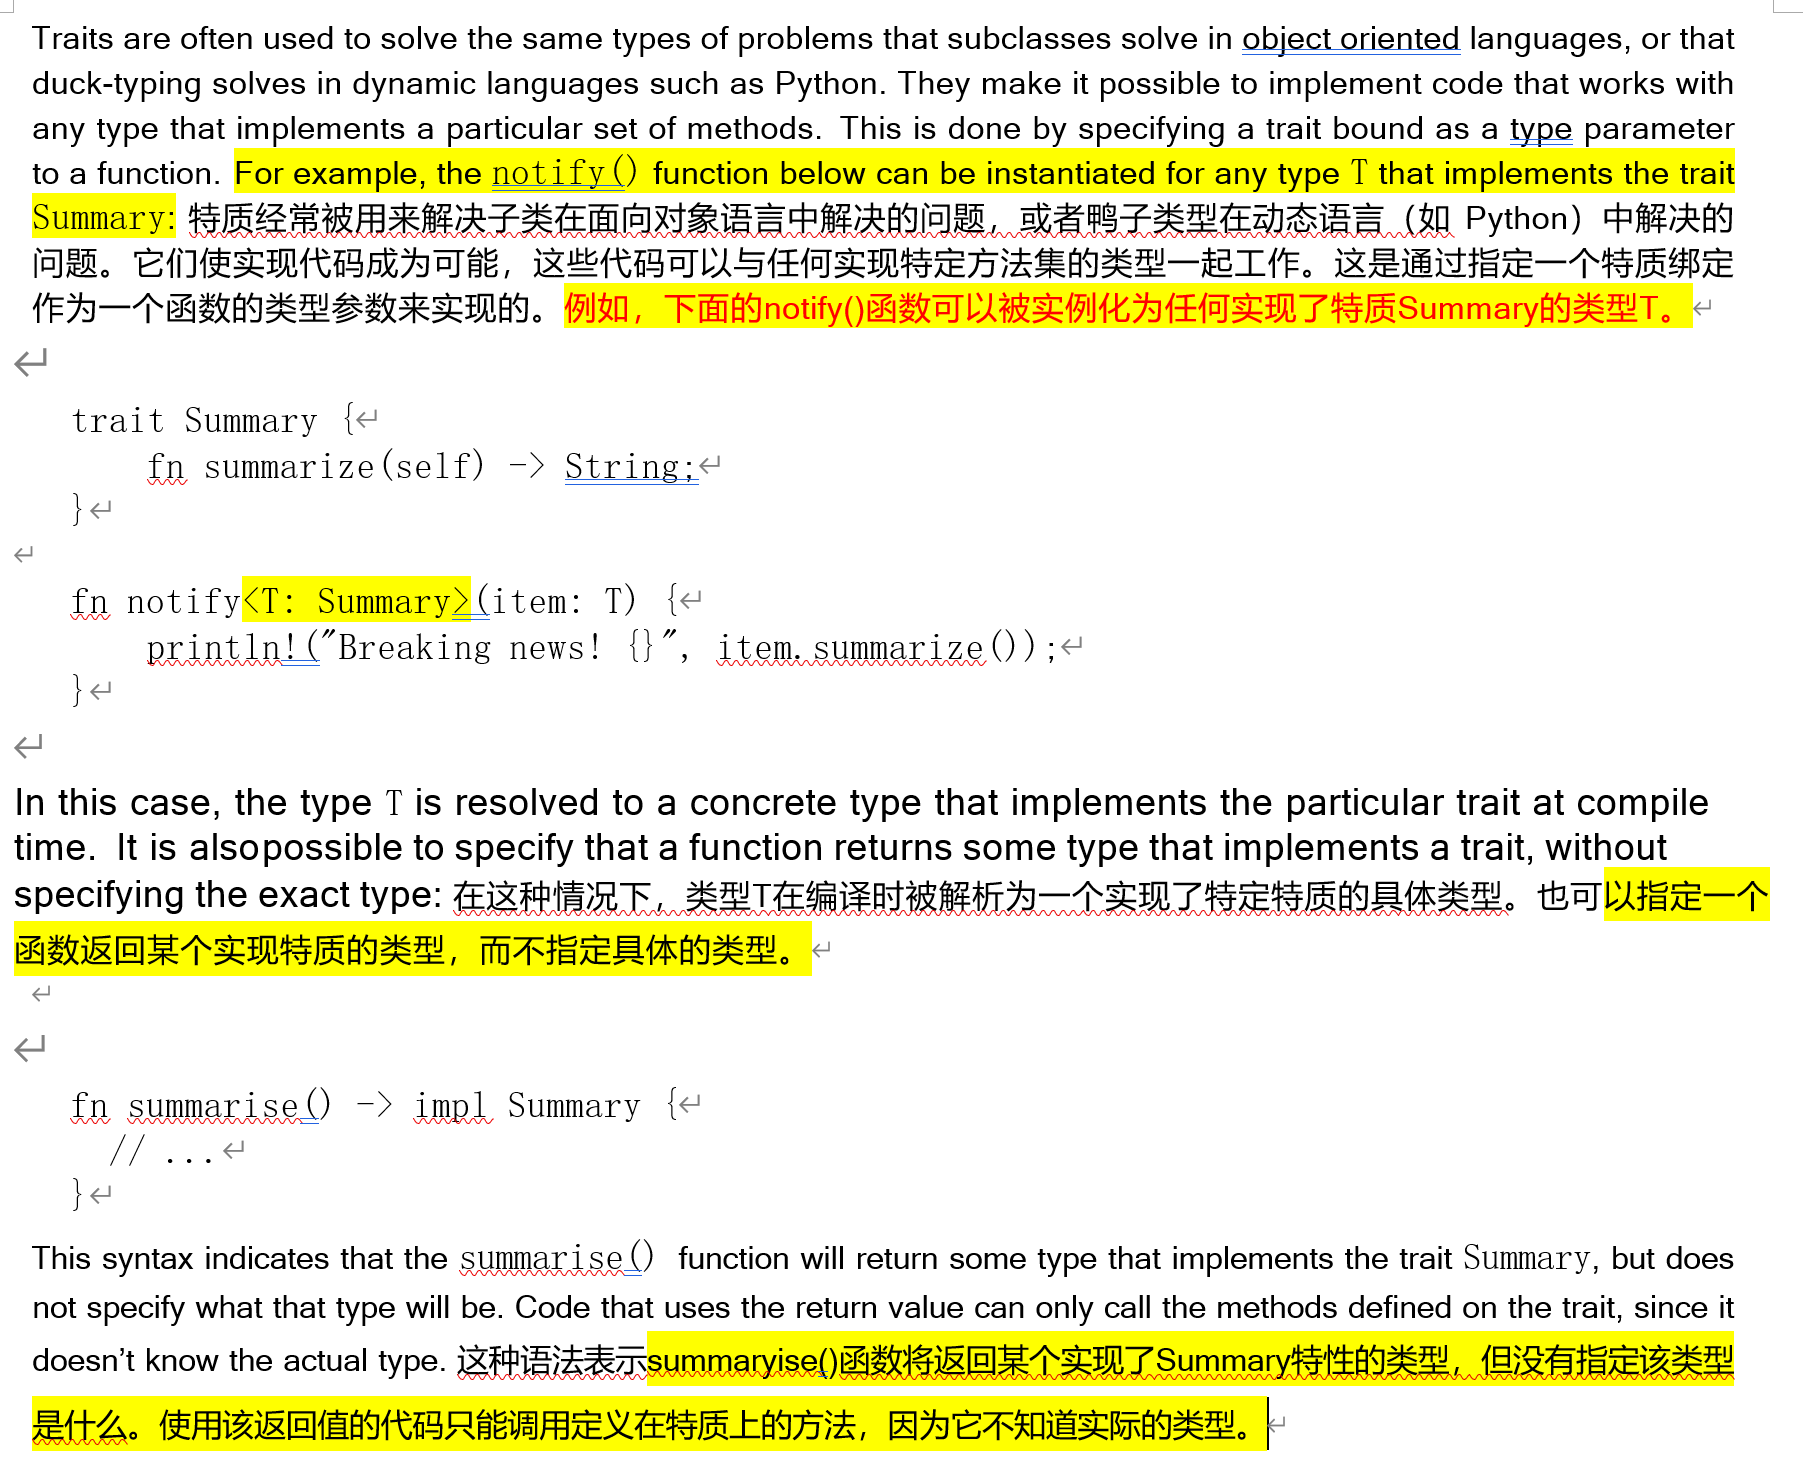 Traits are often used to solve the same types of problems that subclasses solve in object oriented languages, or that
duck-typing solves in dynamic languages such as Python. They make it possible to implement code that works with
any type that implements a particular set of methods. This is done by specifying a trait bound as a type parameter
to a function. For example, the notify() function below can be instantiated for any type T that implements the trait
Summary: 特质经常被用来解决子类在面向对象语言中解决的问题，或者鸭子类型在动态语言（如 Python）中解决的
问题。它们使实现代码成为可能，这些代码可以与任何实现特定方法集的类型一起工作。这是通过指定一个特质绑定
作为一个函数的类型参数来实现的。例如，下面的notify()函数可以被实例化为任何实现了特质Summary的类型T。
trait Summary {
fn summarize(self) -> String;
}
fn notify<T: Summary>(item: T) {
println!("Breaking news! {}", item.summarize());
}
In this case, the type T is resolved to a concrete type that implements the particular trait at compile
time. It is alsopossible to specify that a function returns some type that implements a trait, without
specifying the exact type: 在这种情况下，类型T在编译时被解析为一个实现了特定特质的具体类型。也可以指定一个
函数返回某个实现特质的类型，而不指定具体的类型。
fn summarise() -> impl Summary {
// ...
}
This syntax indicates that the summarise() function will return some type that implements the trait Summary, but does
not specify what that type will be. Code that uses the return value can only call the methods defined on the trait, since it
doesn’t know the actual type. 这种语法表示summaryise()函数将返回某个实现了Summary特性的类型，但没有指定该类型
是什么。使用该返回值的代码只能调用定义在特质上的方法，因为它不知道实际的类型。